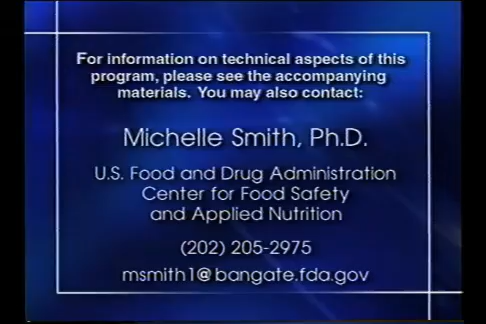 For information on technical aspects of this
program, please see the accompanying
materials. You may also contact:
Michelle Smith, Ph.D.
U.S. Food and Drug Administration
Center for Food Safety
and Applied Nutrition
(202) 205-2975
msmith1@bangate.fda.gov